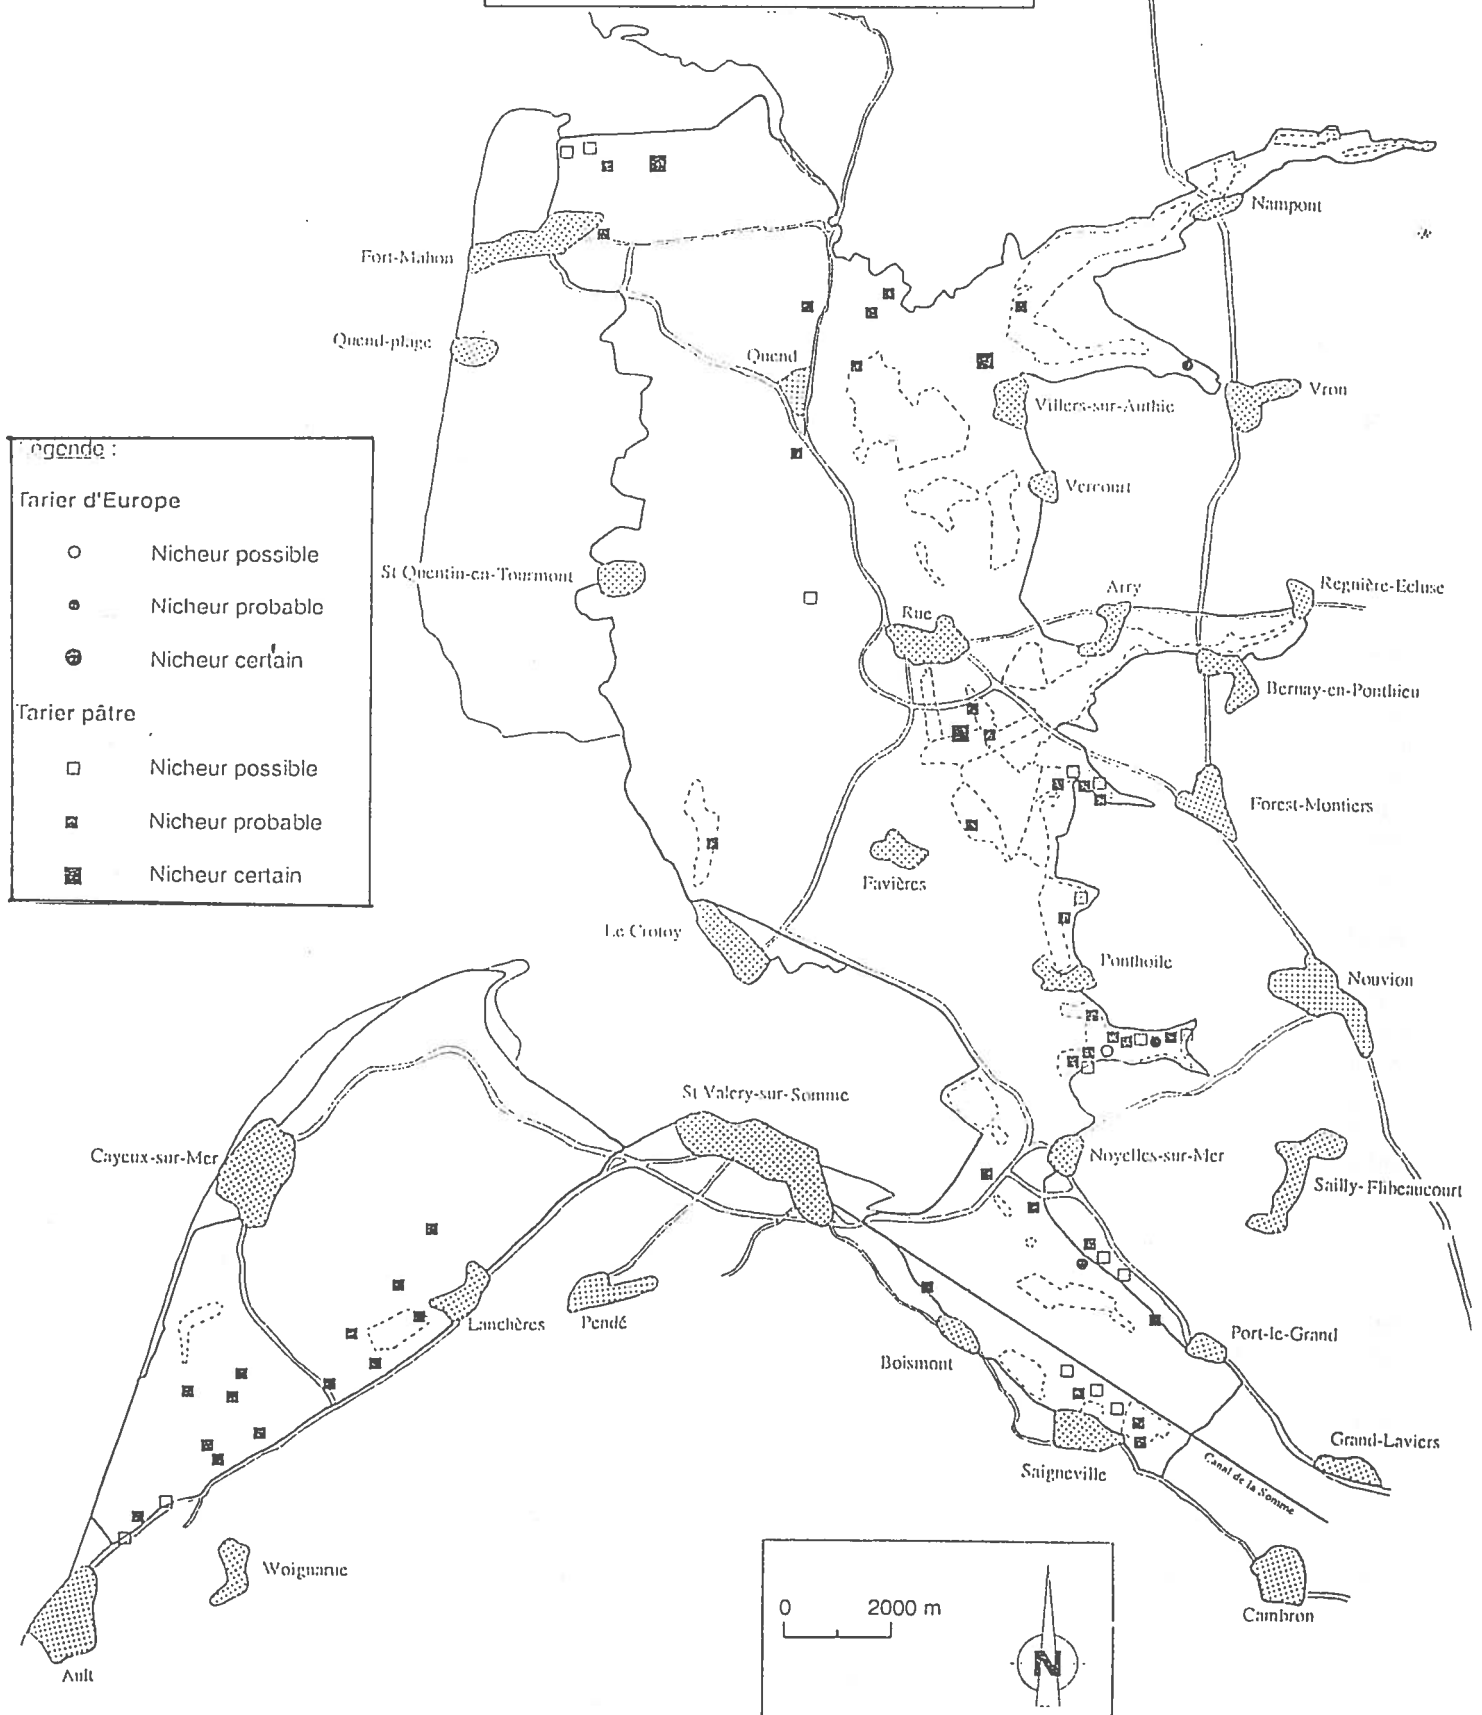 Nampont
Fort-Mahon
Quend-plage
Quend
Villers-sur-Authie
Vron
Légende :
Tarier d'Europe
Nicheur possible
Nicheur probable
Nicheur certain
Tarier pâtre
Nicheur possible
Nicheur probable
Nicheur certain
Vercourt
St Quentin-en-Tourmont
Rue
Arry
Regnière-Ecluse
Bernay-en-Ponthieu
Forest-Montiers
Favières
Le Crotoy
Ponthoile
Nouvion
St Valery-sur-Somme
Cayeux-sur-Mer
Noyelles-sur-Mer
Sailly-Flibeaucourt
Lanchères
Pendé
Boismont
Port-le-Grand
Saigneville
Grand-Laviers
Canal de la Somme
Woignarue
Cambron
Ault
0 2000 m
N